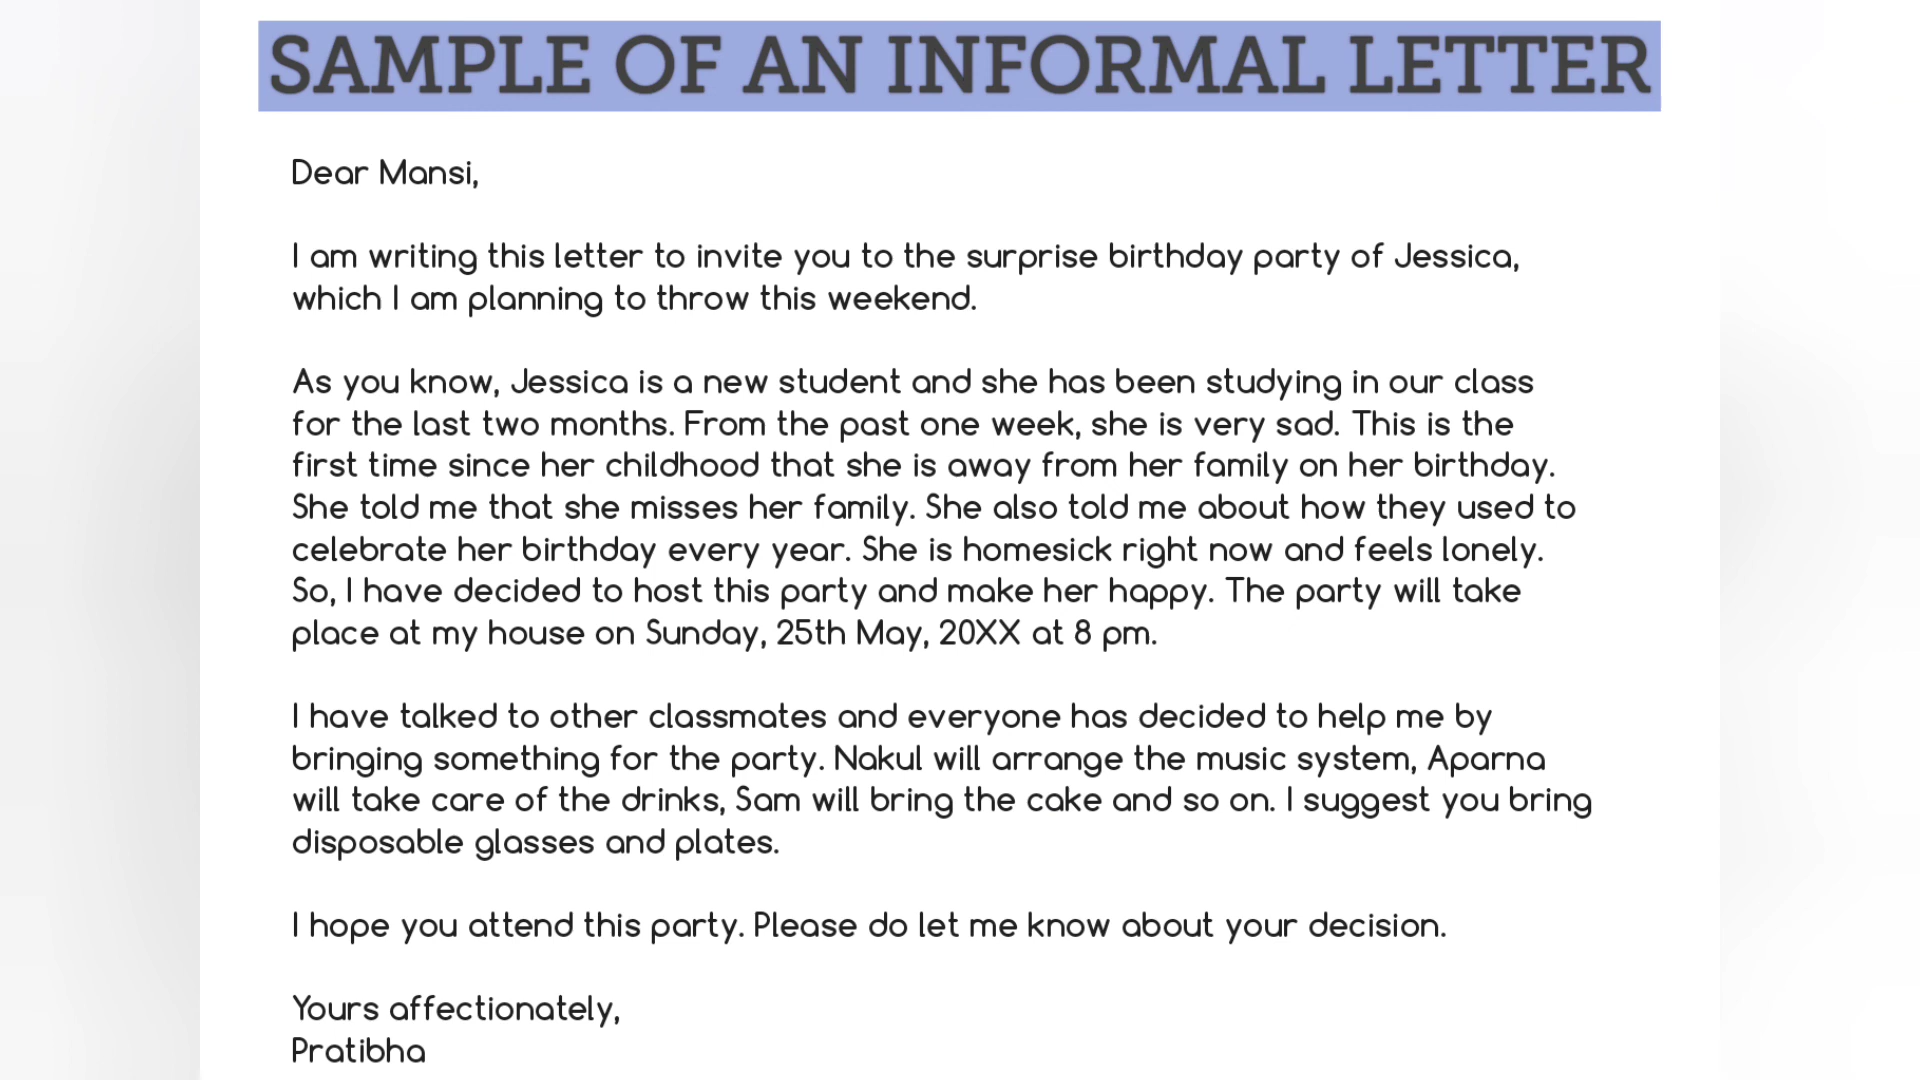 SAMPLE OF AN INFORMAL LETTER
Dear Mansi,
I am writing this letter to invite you to the surprise birthday party of Jessica,
which I am planning to throw this weekend.
As you know, Jessica is a new student and she has been studying in our class
for the last two months. From the past one week, she is very sad. This is the
first time since her childhood that she is away from her family on her birthday.
She told me that she misses her family. She also told me about how they used to
celebrate her birthday every year. She is homesick right now and feels lonely.
So, I have decided to host this party and make her happy. The party will take
place at my house on Sunday, 25th May, 20XX at 8 pm.
I have talked to other classmates and everyone has decided to help me by
bringing something for the party. Nakul will arrange the music system, Aparna
will take care of the drinks, Sam will bring the cake and so on. I suggest you bring
disposable glasses and plates.
I hope you attend this party. Please do let me know about your decision.
Yours affectionately,
Pratibha